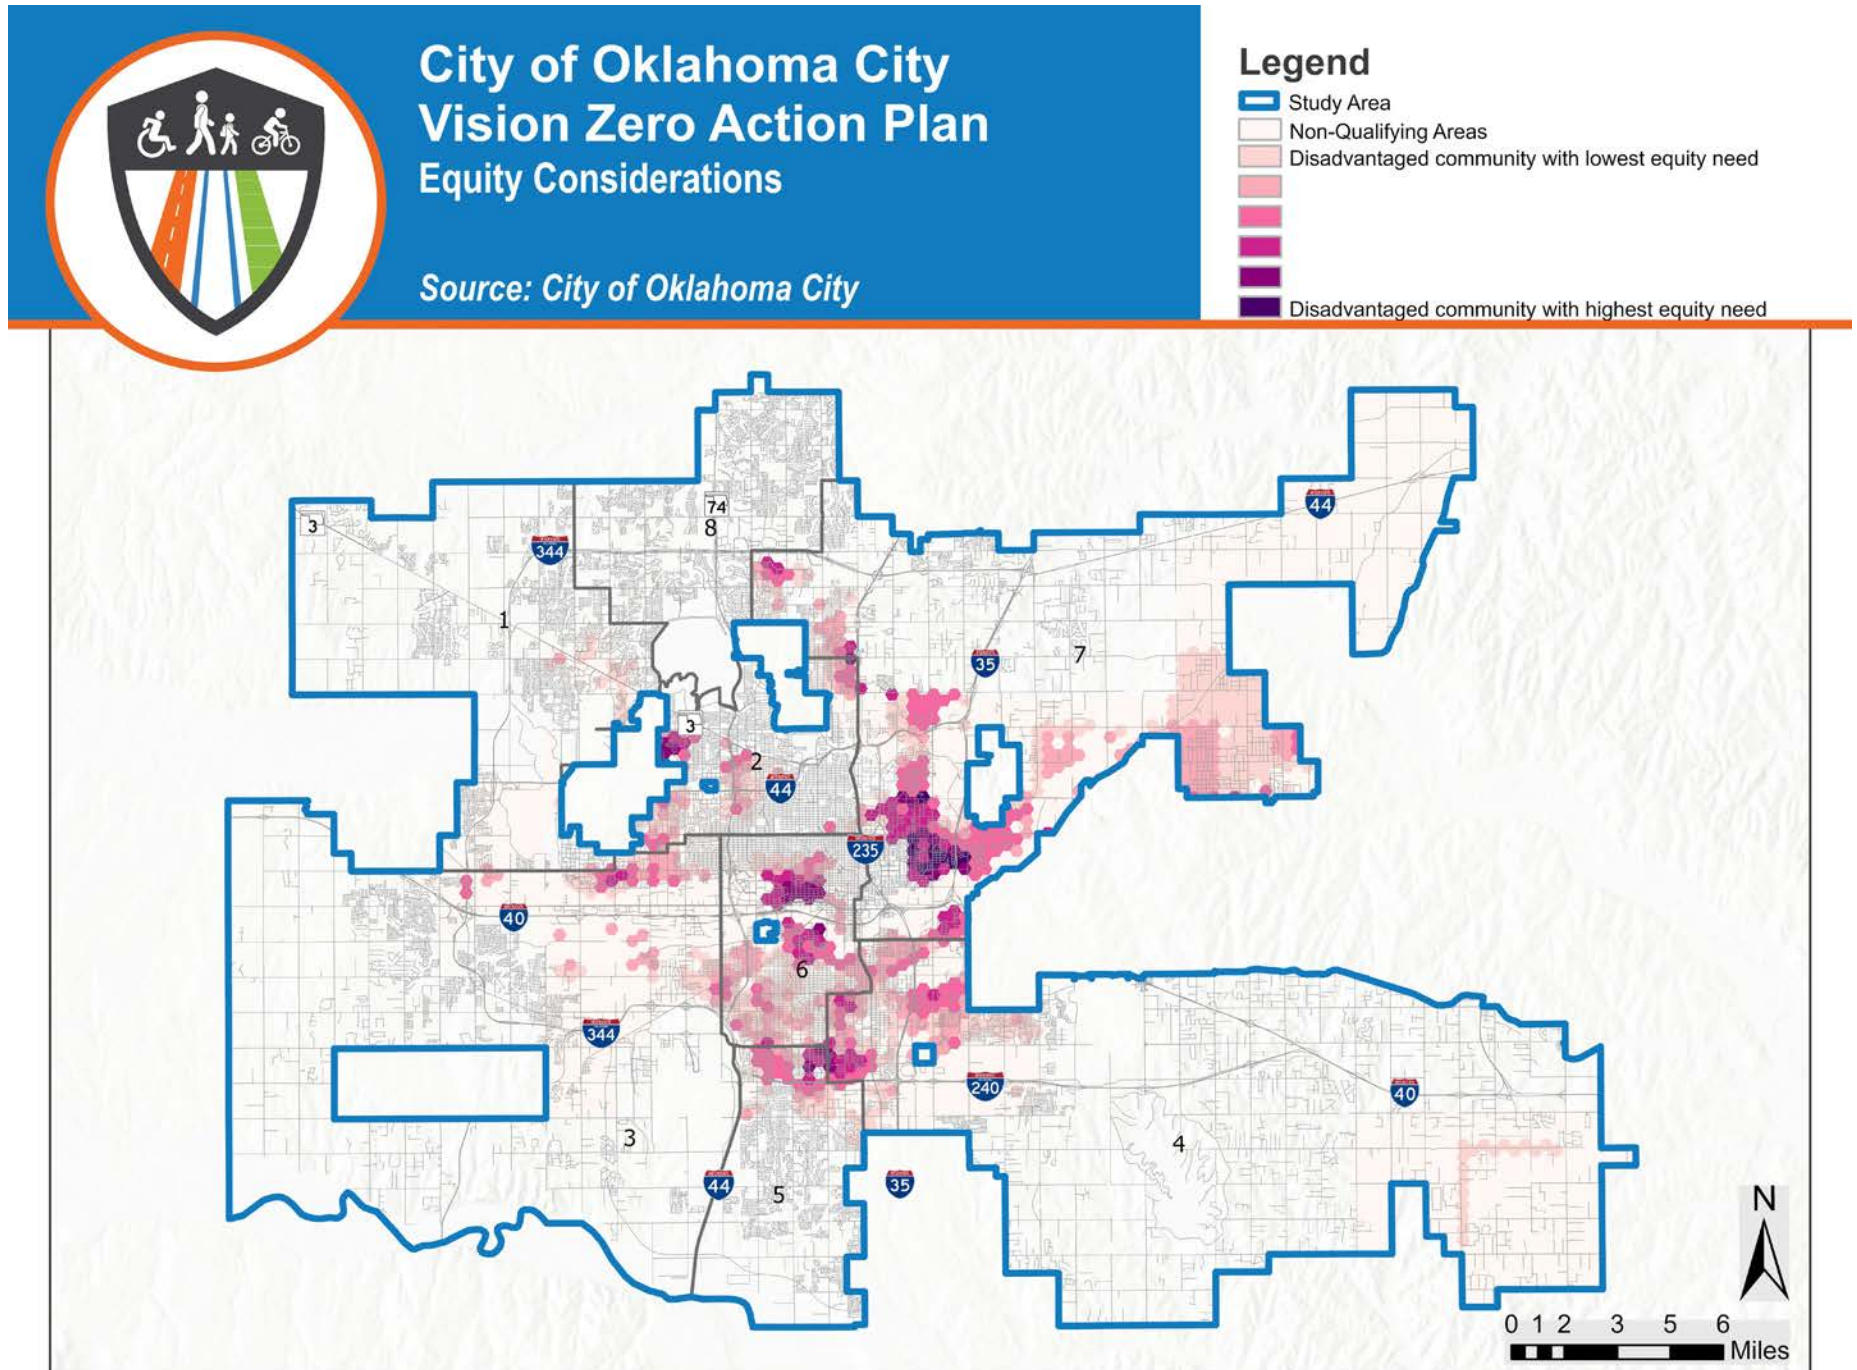 City of Oklahoma City
Vision Zero Action Plan
Equity Considerations
Source: City of Oklahoma City
Legend
Study Area
Non-Qualifying Areas
Disadvantaged community with lowest equity need
Disadvantaged community with highest equity need
44
3
74
8
344
1
35
7
3
2
44
235
40
6
344
240
40
3
4
44
5
35
N
0 1 2 3 5 6
Miles